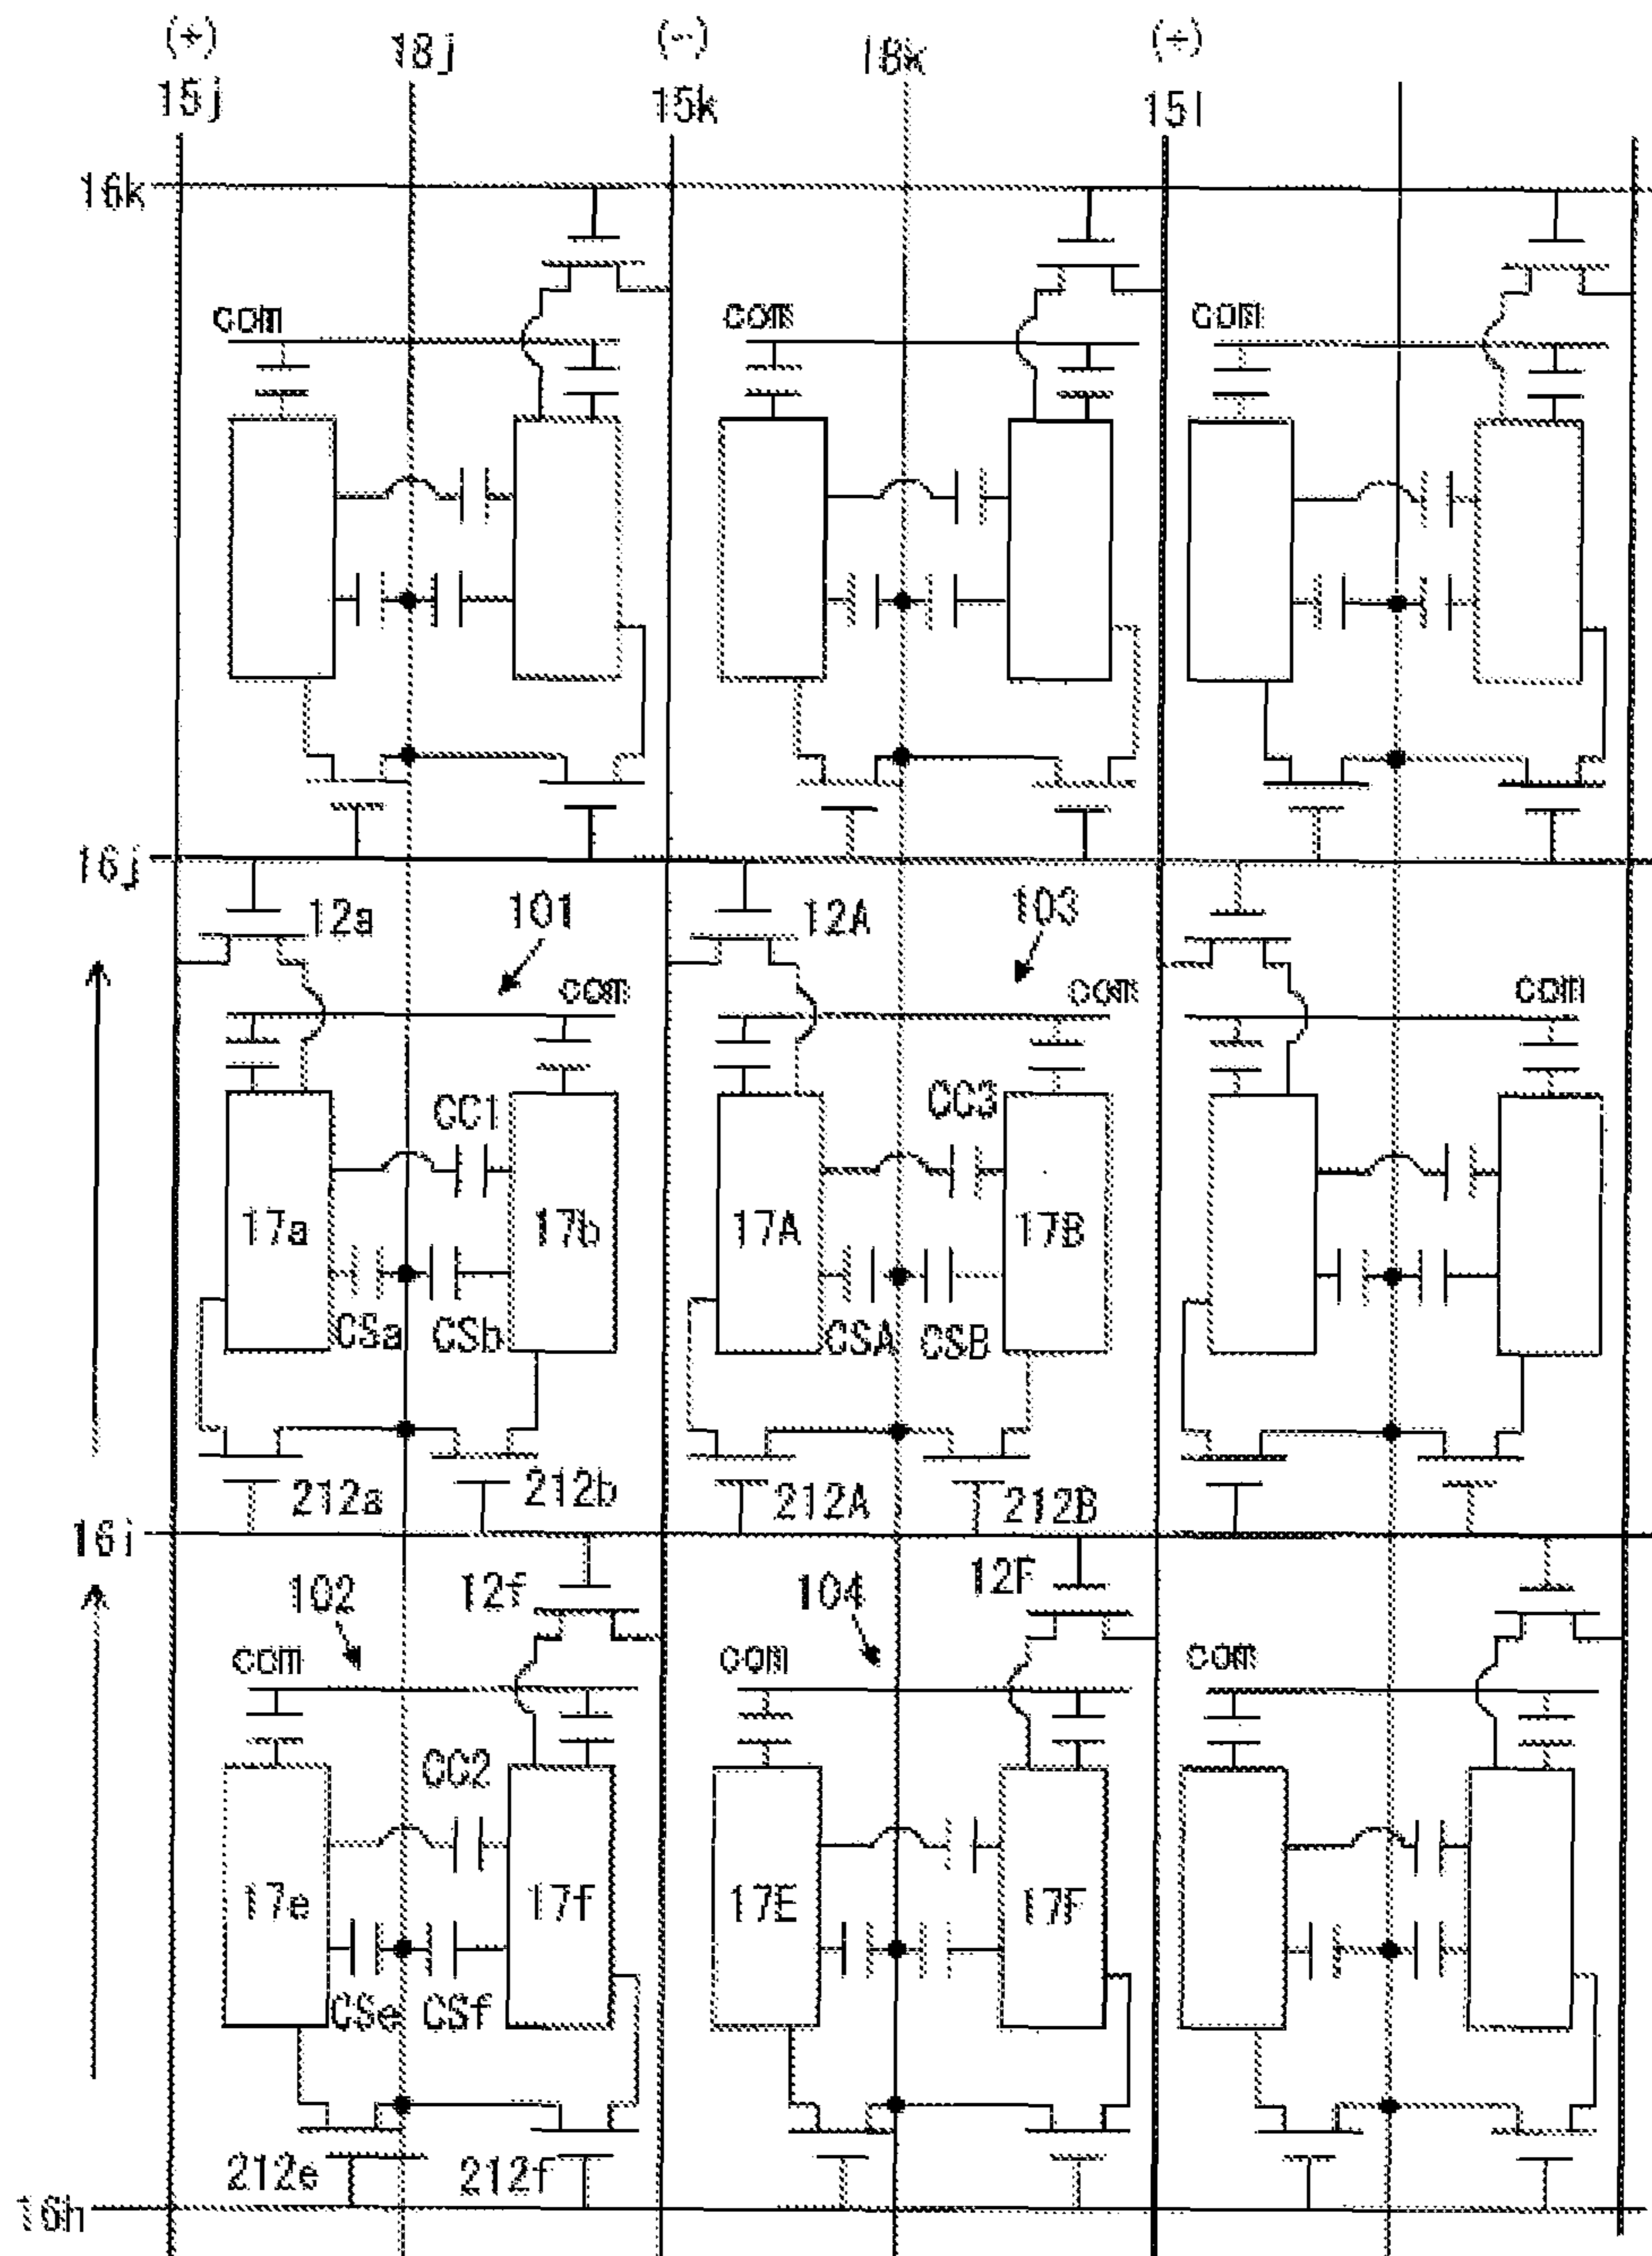 (+) 18j (-) 18k (+)
15j 15k 15l
16k
com com com
16j
12a 101 12A 103
com com com
CC1 CC3
17a 17b 17A 17B
CSa CSb CSA CSB
212a 212b 212A 212B
16i
102 12f 104 12F
com com com
CC2
17e 17f 17E 17F
CSe CSf
212e 212f
16h